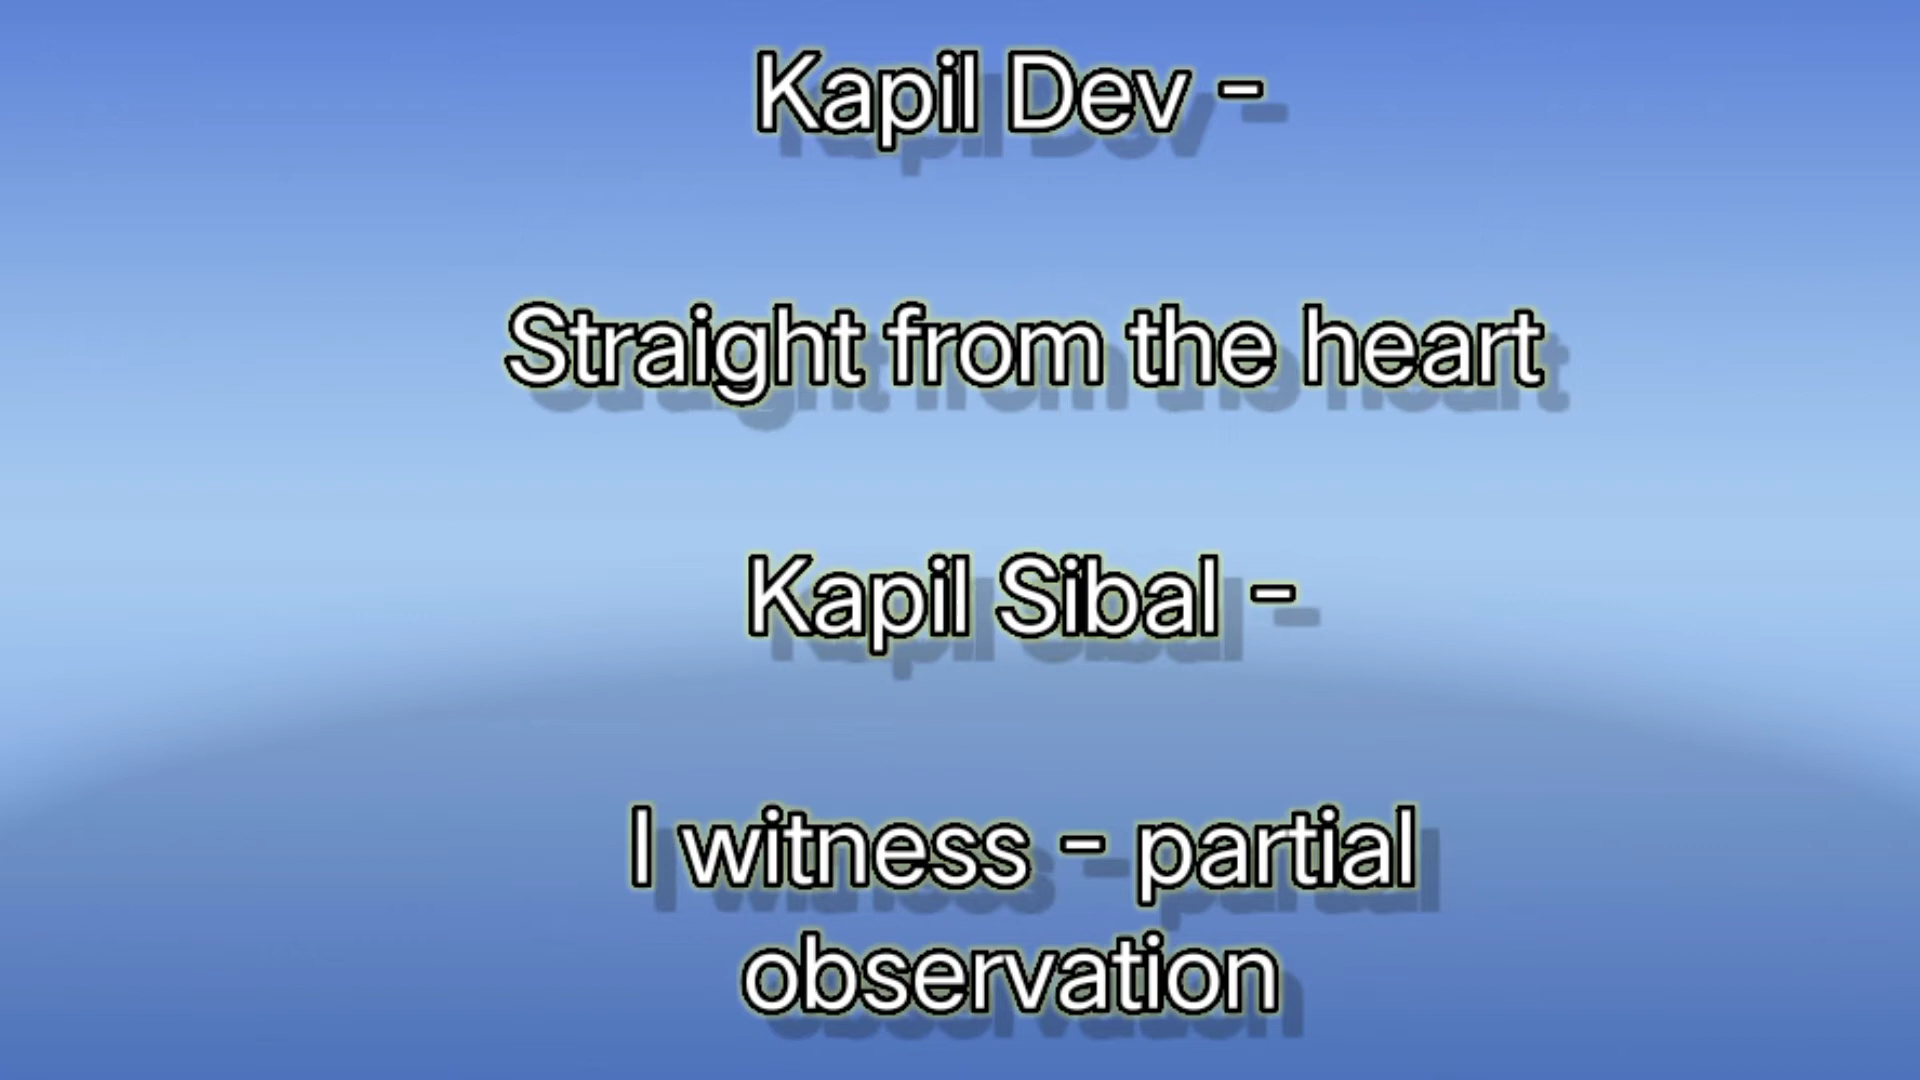 Kapil Dev -
Straight from the heart
Kapil Sibal -
I witness - partial
observation